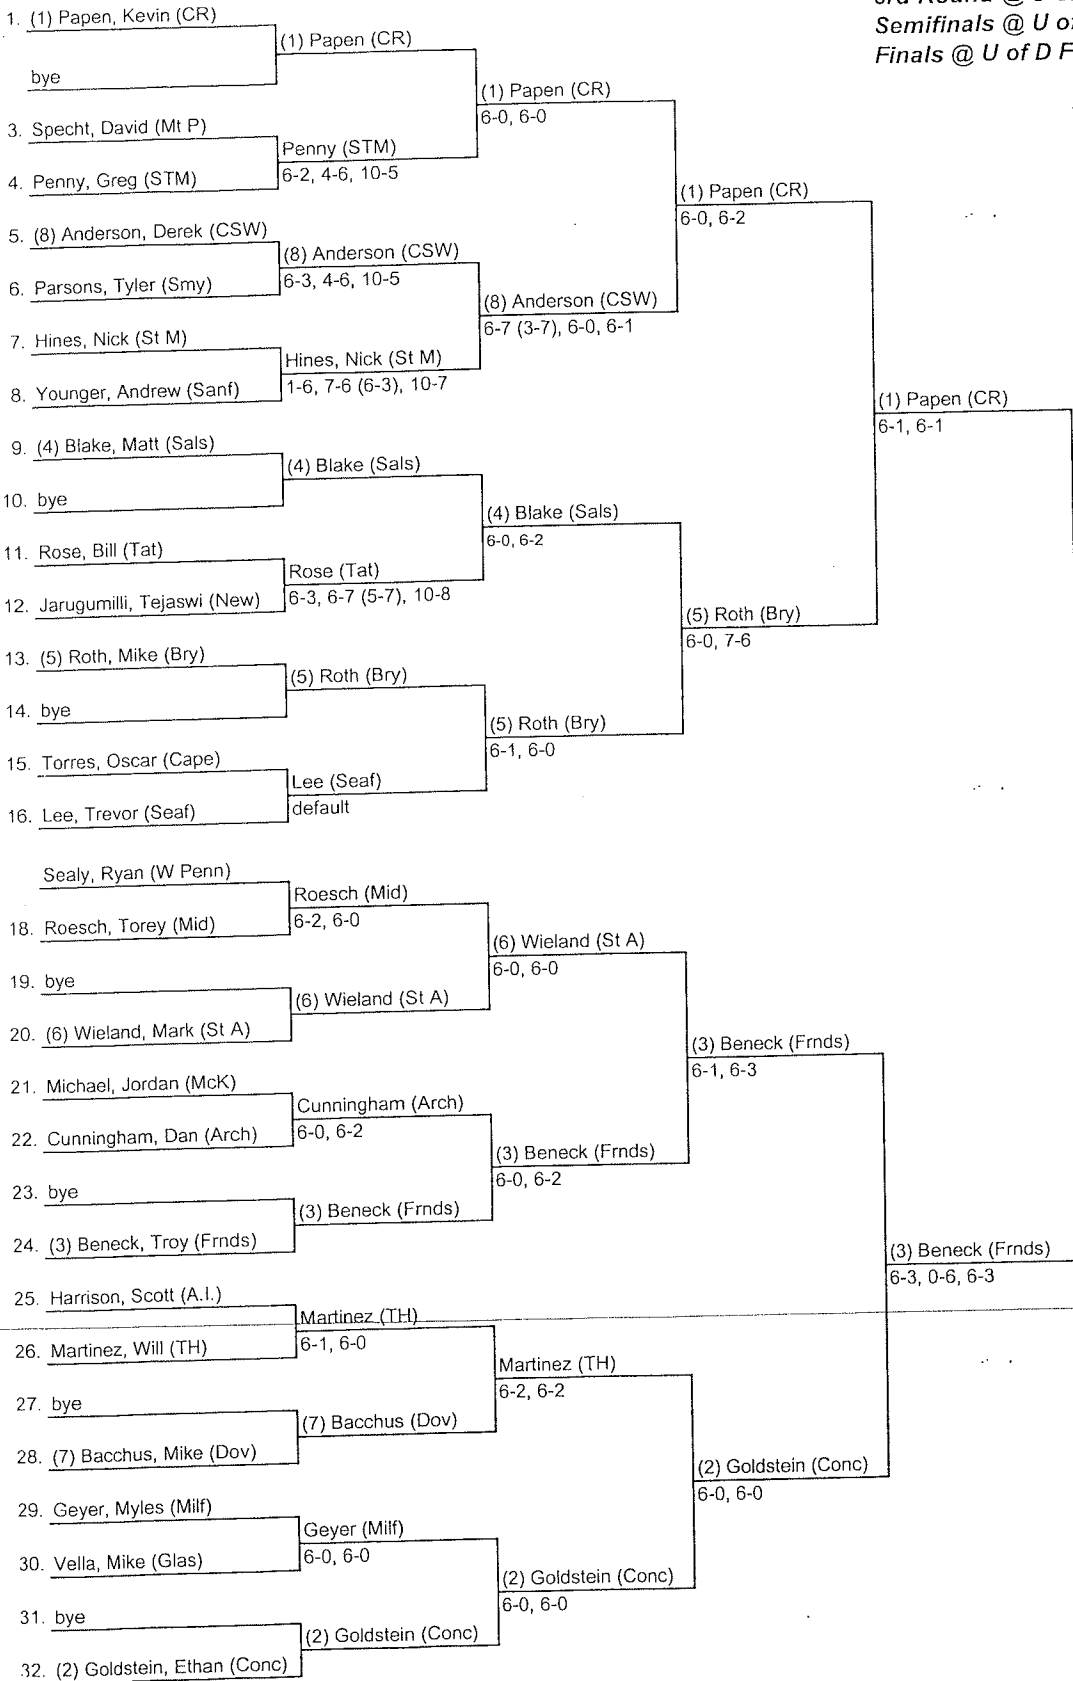 Semifinals @ U of
Finals @ U of D F
1. (1) Papen, Kevin (CR)
bye
3. Specht, David (Mt P)
4. Penny, Greg (STM)
5. (8) Anderson, Derek (CSW)
6. Parsons, Tyler (Smy)
7. Hines, Nick (St M)
8. Younger, Andrew (Sanf)
9. (4) Blake, Matt (Sals)
10. bye
11. Rose, Bill (Tat)
12. Jarugumilli, Tejaswi (New)
13. (5) Roth, Mike (Bry)
14. bye
15. Torres, Oscar (Cape)
16. Lee, Trevor (Seaf)
Sealy, Ryan (W Penn)
18. Roesch, Torey (Mid)
19. bye
20. (6) Wieland, Mark (St A)
21. Michael, Jordan (McK)
22. Cunningham, Dan (Arch)
23. bye
24. (3) Beneck, Troy (Frnds)
25. Harrison, Scott (A.I.)
26. Martinez, Will (TH)
27. bye
28. (7) Bacchus, Mike (Dov)
29. Geyer, Myles (Milf)
30. Vella, Mike (Glas)
31. bye
32. (2) Goldstein, Ethan (Conc)
(1) Papen (CR)
Penny (STM)
6-2, 4-6, 10-5
(8) Anderson (CSW)
6-3, 4-6, 10-5
Hines, Nick (St M)
1-6, 7-6 (6-3), 10-7
(4) Blake (Sals)
Rose (Tat)
6-3, 6-7 (5-7), 10-8
(5) Roth (Bry)
Lee (Seaf)
default
Roesch (Mid)
6-2, 6-0
(6) Wieland (St A)
Cunningham (Arch)
6-0, 6-2
(3) Beneck (Frnds)
Martinez (TH)
6-1, 6-0
(7) Bacchus (Dov)
Geyer (Milf)
6-0, 6-0
(2) Goldstein (Conc)
(1) Papen (CR)
6-0, 6-0
(8) Anderson (CSW)
6-7 (3-7), 6-0, 6-1
(4) Blake (Sals)
6-0, 6-2
(5) Roth (Bry)
6-1, 6-0
(6) Wieland (St A)
6-0, 6-0
(3) Beneck (Frnds)
6-0, 6-2
Martinez (TH)
6-2, 6-2
(2) Goldstein (Conc)
6-0, 6-0
(1) Papen (CR)
6-0, 6-2
(5) Roth (Bry)
6-0, 7-6
(3) Beneck (Frnds)
6-1, 6-3
(2) Goldstein (Conc)
6-0, 6-0
(1) Papen (CR)
6-1, 6-1
(3) Beneck (Frnds)
6-3, 0-6, 6-3